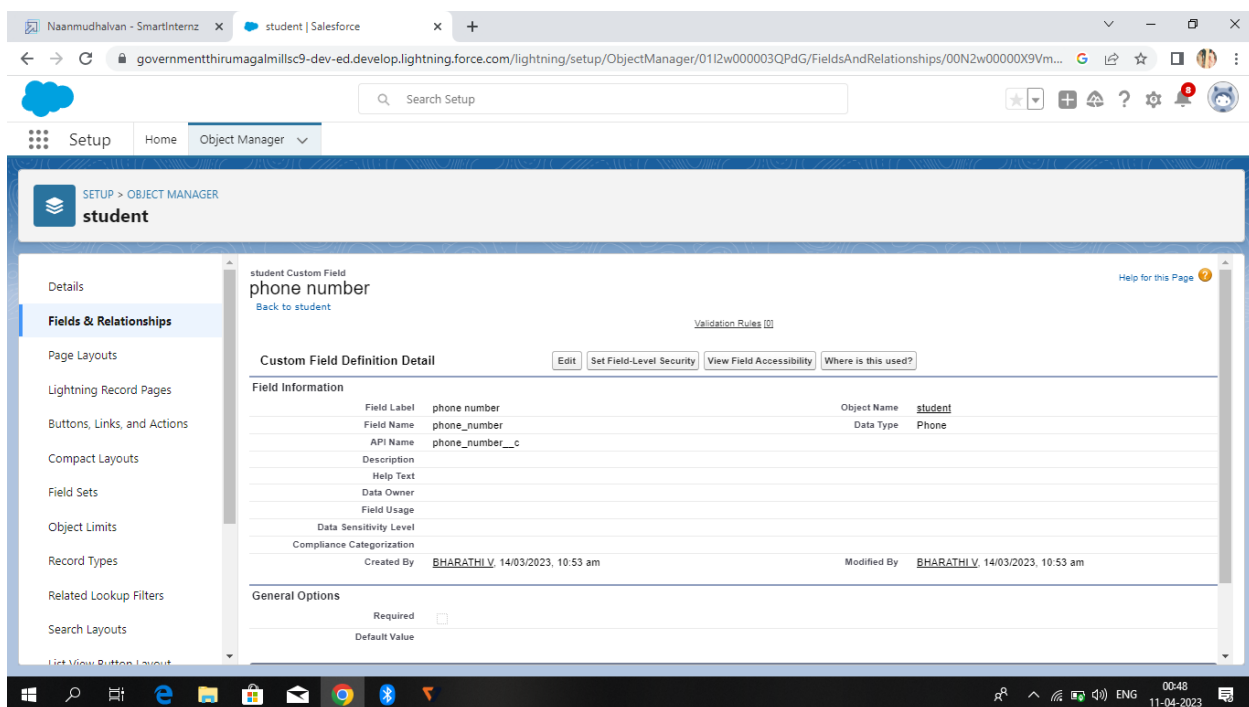 Naanmudhalvan - SmartInternz
student | Salesforce
governmentthirumagalmillsc9-dev-ed.develop.lightning.force.com/lightning/setup/ObjectManager/01I2w000003QPdG/FieldsAndRelationships/00N2w00000X9Vm...
Search Setup
8
Setup Home Object Manager
SETUP > OBJECT MANAGER
student
Details
Fields & Relationships
Page Layouts
Lightning Record Pages
Buttons, Links, and Actions
Compact Layouts
Field Sets
Object Limits
Record Types
Related Lookup Filters
Search Layouts
List View Button Layout
student Custom Field
phone number
Back to student
Help for this Page
Validation Rules [0]
Custom Field Definition Detail
Edit Set Field-Level Security View Field Accessibility Where is this used?
Field Information
Field Label phone number Object Name student
Field Name phone_number Data Type Phone
API Name phone_number__c
Description
Help Text
Data Owner
Field Usage
Data Sensitivity Level
Compliance Categorization
Created By BHARATHI V, 14/03/2023, 10:53 am Modified By BHARATHI V, 14/03/2023, 10:53 am
General Options
Required
Default Value
ENG
00:48
11-04-2023